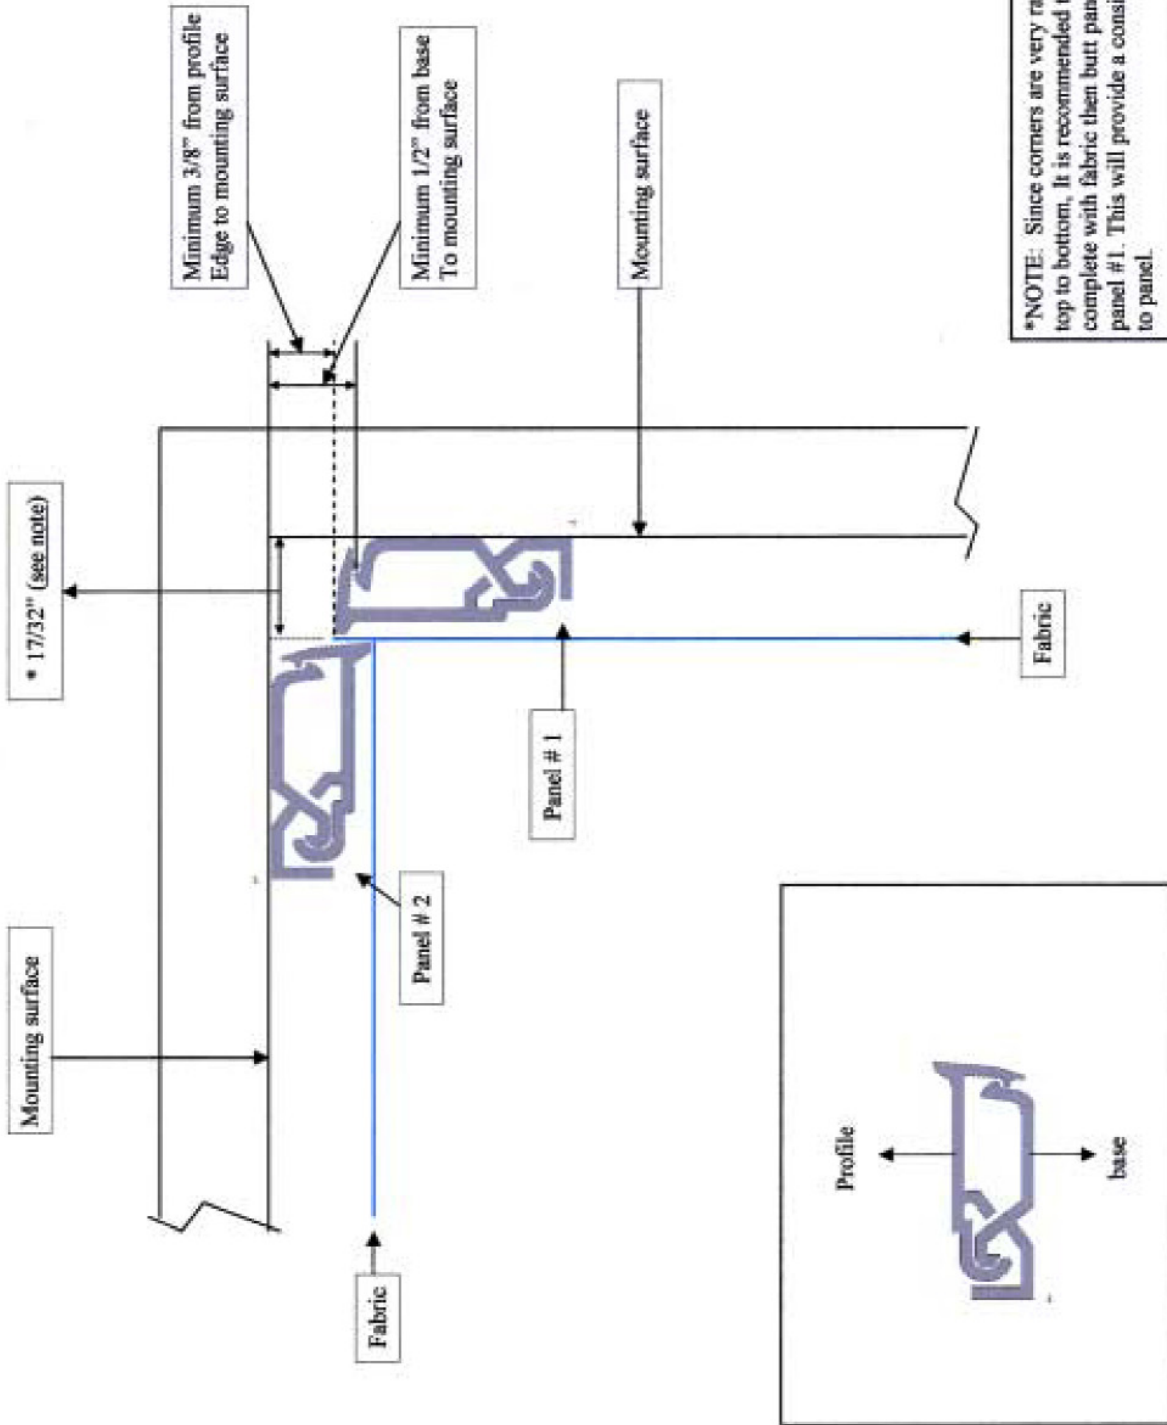 Mounting surface
* 17/32" (see note)
Minimum 3/8" from profile
Edge to mounting surface
Minimum 1/2" from base
To mounting surface
Mounting surface
Panel # 2
Panel # 1
Fabric
Fabric
Profile
base
*NOTE: Since corners are very
top to bottom, It is recommended
complete with fabric then butt
panel #1. This will provide a
to panel.